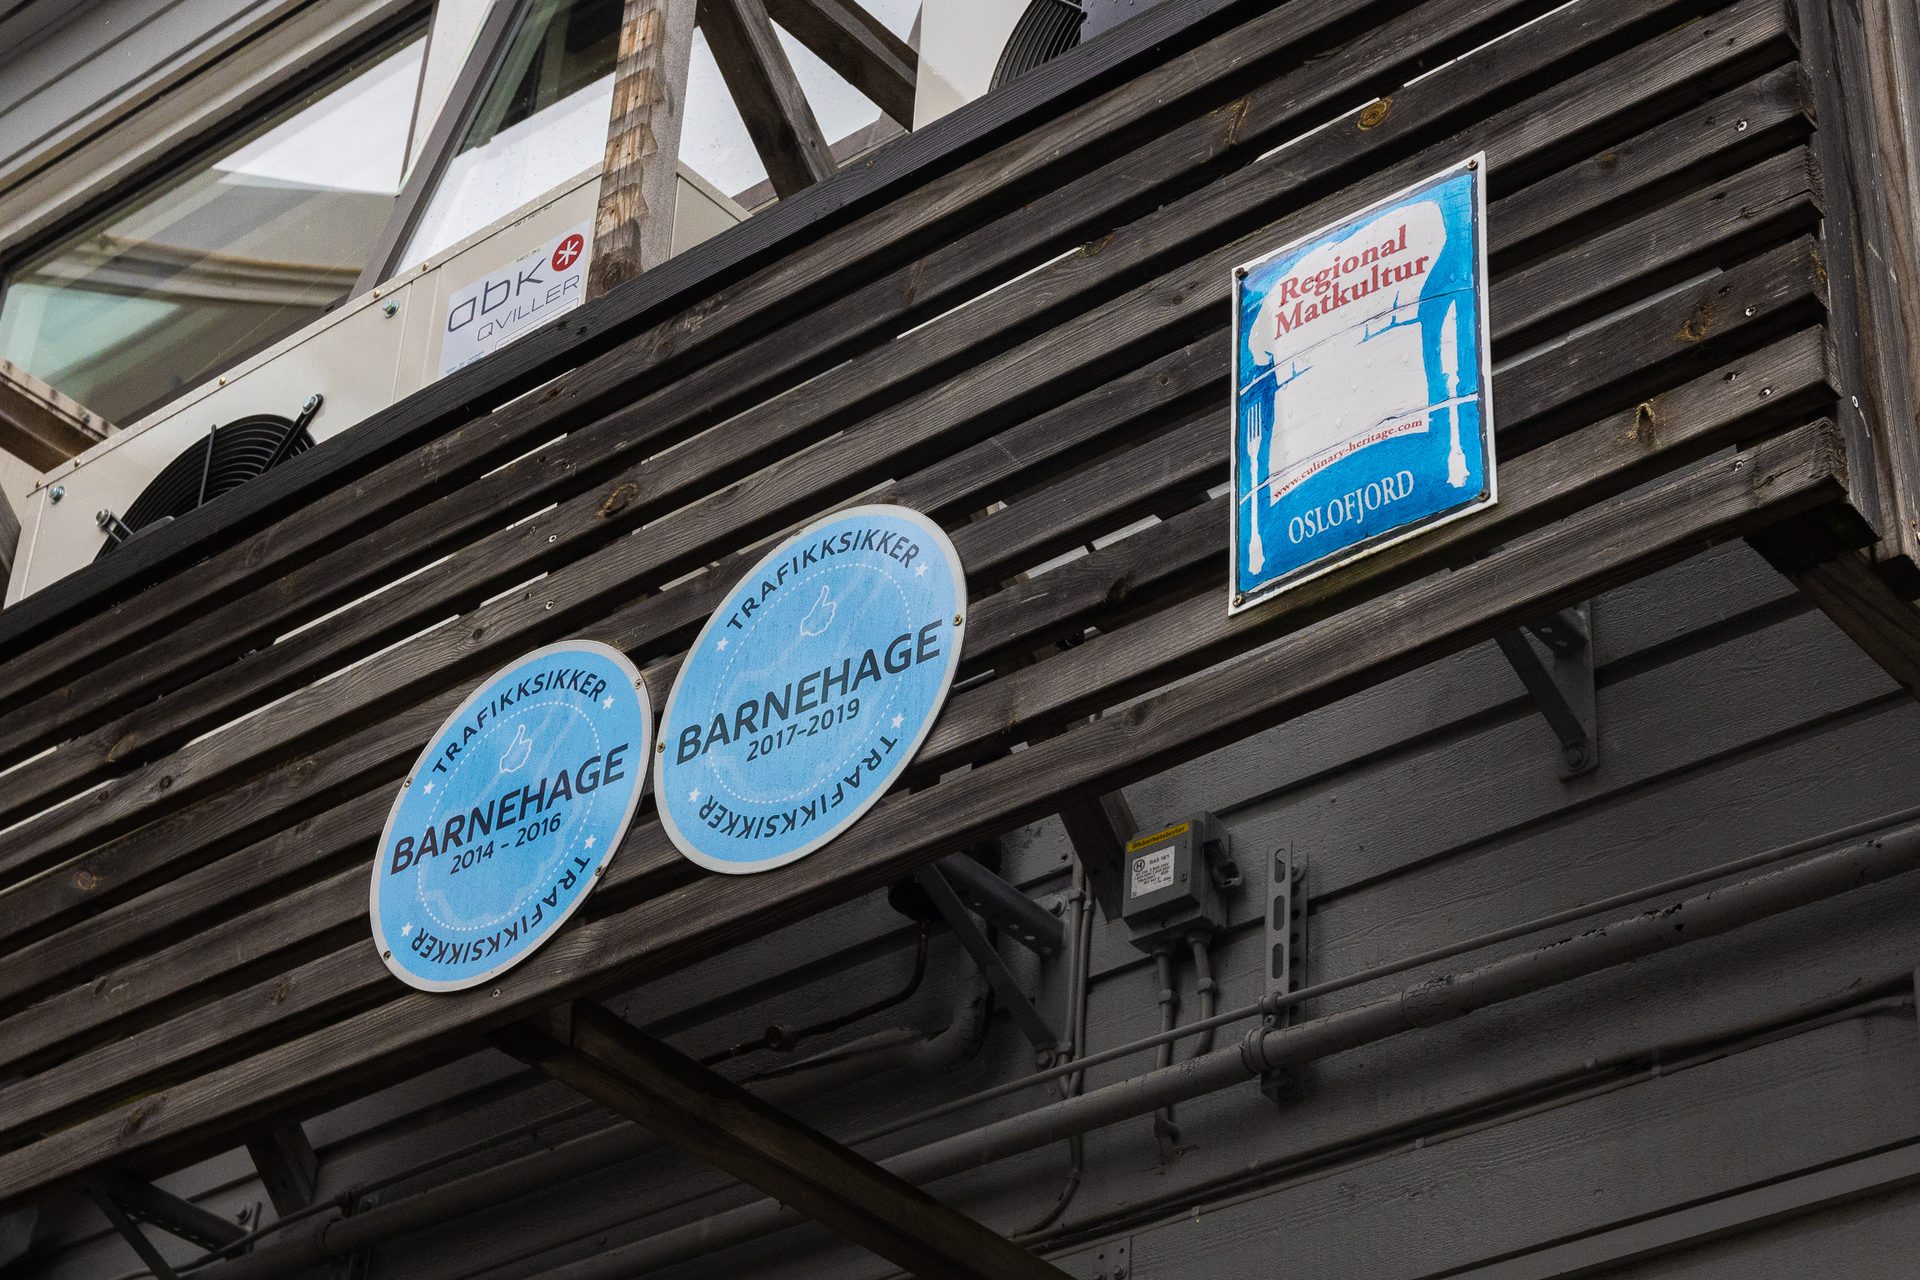 abk
QVILLER
Regional
Matkultur
www.culinary-heritage.com
OSLOFJORD
TRAFIKKSIKKER
BARNEHAGE
2014 - 2016
TRAFIKKSIKKER
TRAFIKKSIKKER
BARNEHAGE
2017-2019
TRAFIKKSIKKER
Sikkerhetsbryter